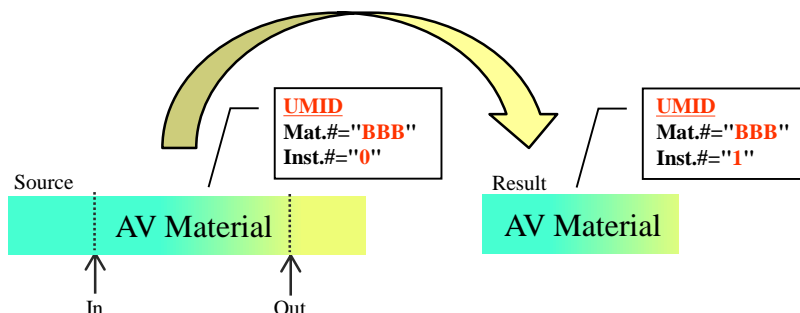 UMID
Mat.#="BBB"
Inst.#="0"
UMID
Mat.#="BBB"
Inst.#="1"
Source
Result
AV Material
AV Material
In
Out